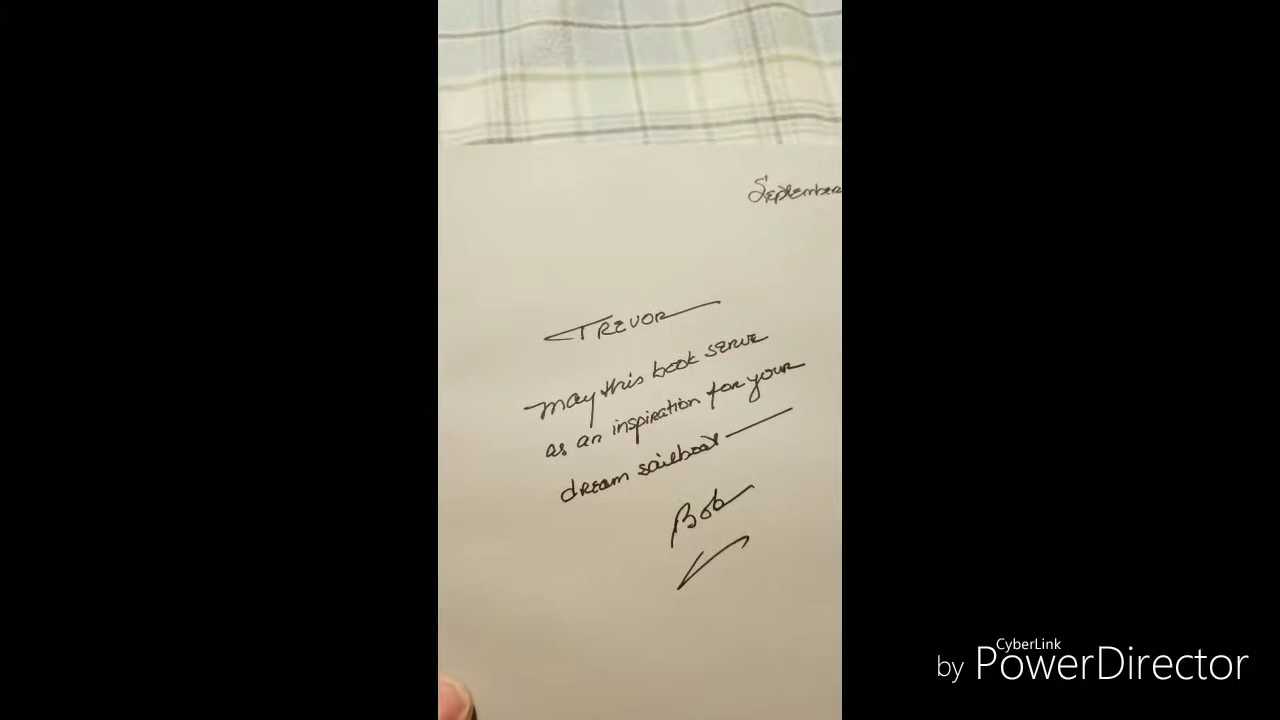 September
TREVOR
May this book serve
as an inspiration for your
dream sailboat —
Bob
CyberLink
by PowerDirector